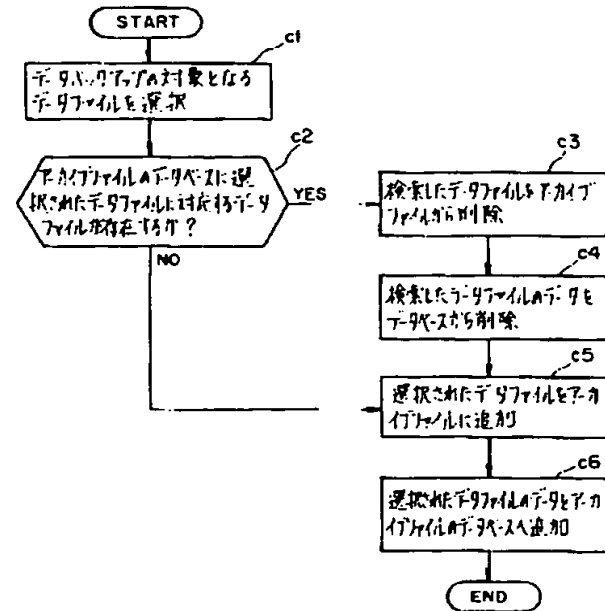 START
c1
データバックアップの対象となる
データファイルを選択
c2
アーカイブファイルのデータベースに選
択されたデータファイルに対応するデータ
ファイルが存在するか?
YES
NO
c3
検索したデータファイルをアーカイブ
ファイルから削除
c4
検索したデータファイルのデータを
データベースから削除
c5
選択されたデータファイルをアーカ
イブファイルに追加
c6
選択されたデータファイルのデータをアーカ
イブファイルのデータベースへ追加
END